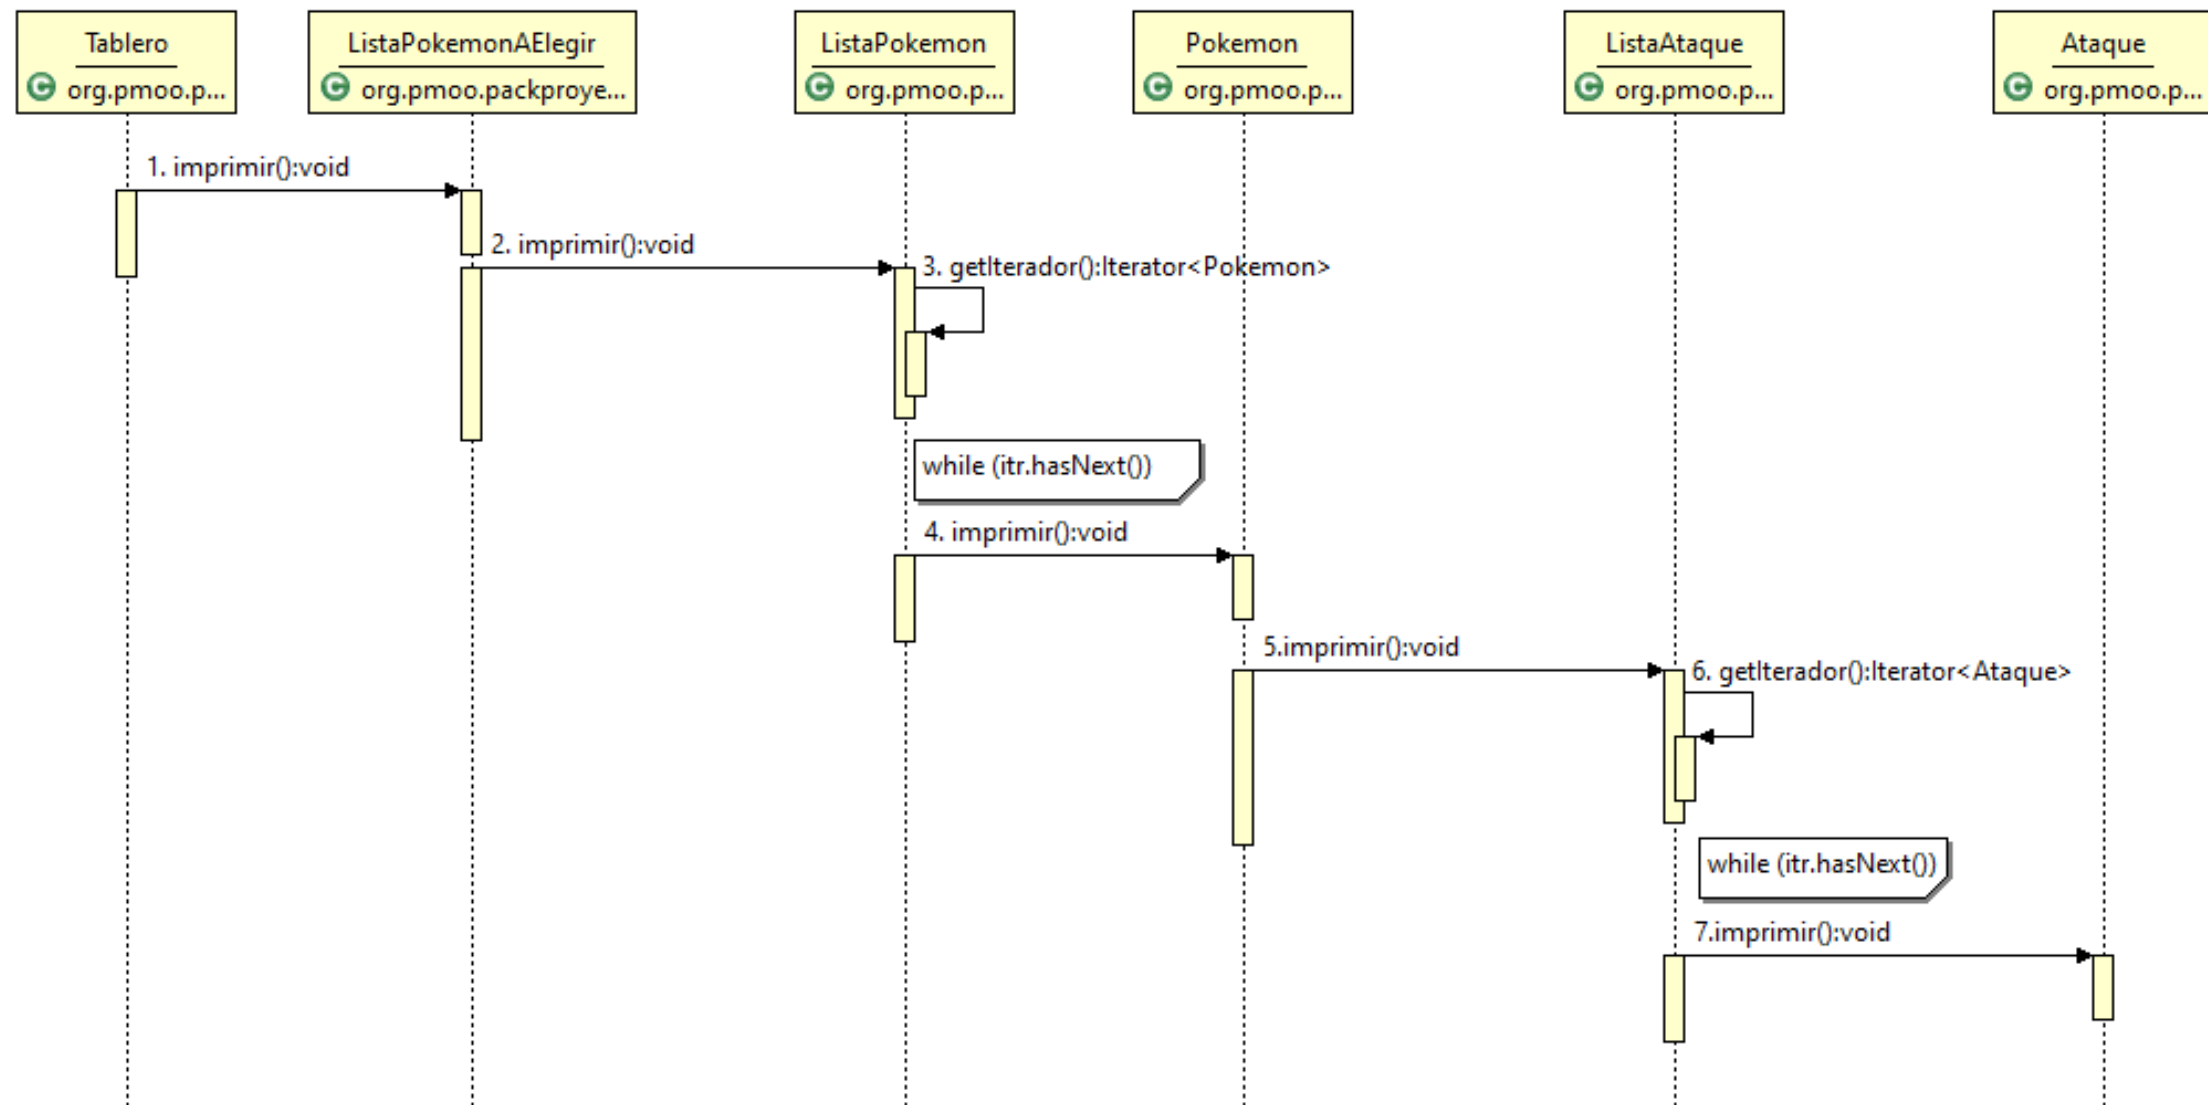 Tablero
org.pmoo.p...
ListaPokemonAElegir
org.pmoo.packproye...
ListaPokemon
org.pmoo.p...
Pokemon
org.pmoo.p...
ListaAtaque
org.pmoo.p...
Ataque
org.pmoo.p...
1. imprimir():void
2. imprimir():void
3. getIterador():Iterator<Pokemon>
while (itr.hasNext())
4. imprimir():void
5.imprimir():void
6. getIterador():Iterator<Ataque>
while (itr.hasNext())
7.imprimir():void